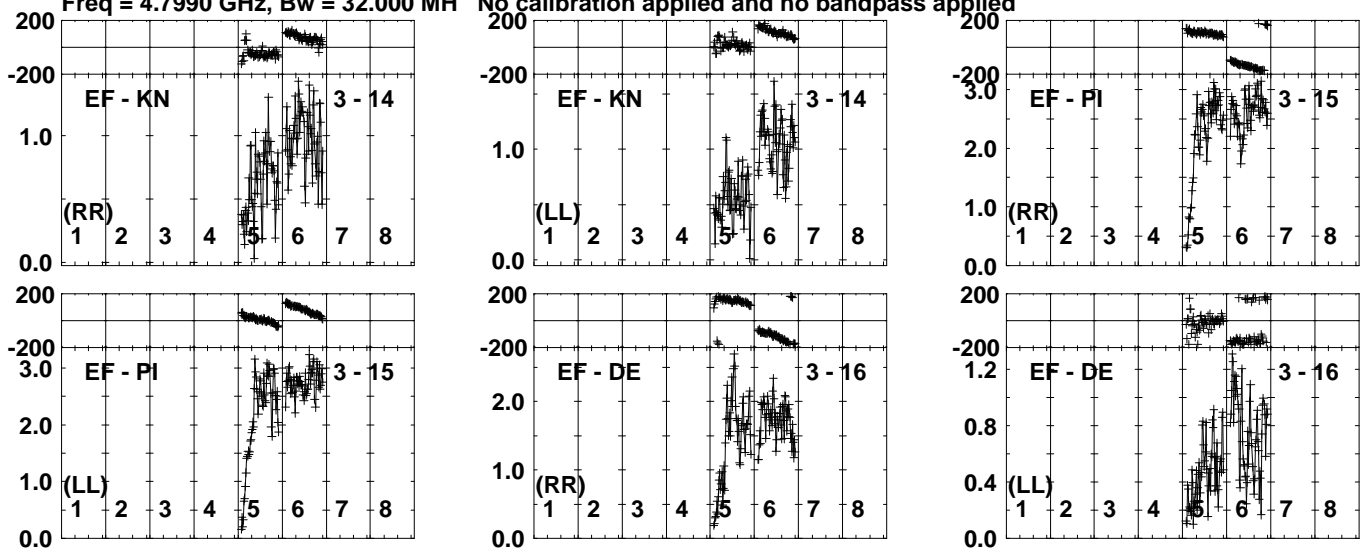 Freq = 4.7990 GHz, Bw = 32.000 MH No calibration applied and no bandpass applied
200 200 200
-200 -200 -200
EF - KN 3 - 14 EF - KN 3 - 14 EF - PI 3 - 15
3.0
1.0 1.0 2.0
1.0
(RR) (LL) (RR)
1 2 3 4 5 6 7 8 1 2 3 4 5 6 7 8 1 2 3 4 5 6 7 8
0.0 0.0 0.0
200 200 200
-200 -200 -200
EF - PI 3 - 15 EF - DE 3 - 16 EF - DE 3 - 16
3.0 1.2
2.0 2.0 0.8
1.0 1.0 0.4
(LL) (RR) (LL)
1 2 3 4 5 6 7 8 1 2 3 4 5 6 7 8 1 2 3 4 5 6 7 8
0.0 0.0 0.0